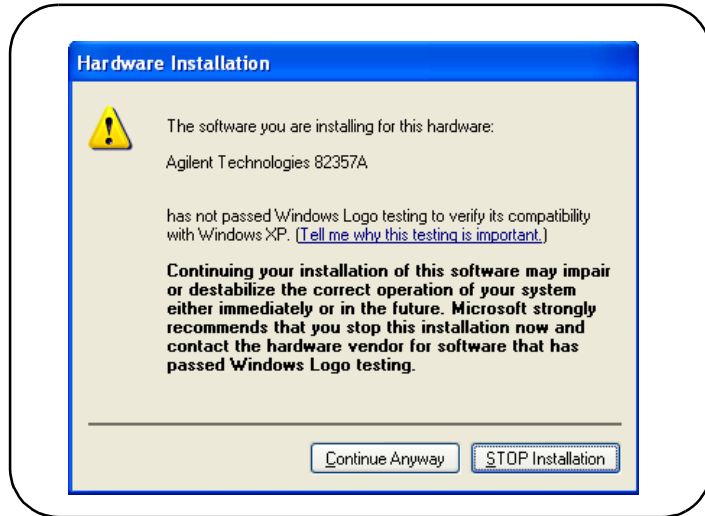 Hardware Installation
The software you are installing for this hardware:
Agilent Technologies 82357A
has not passed Windows Logo testing to verify its compatibility
with Windows XP. (Tell me why this testing is important.)
Continuing your installation of this software may impair
or destabilize the correct operation of your system
either immediately or in the future. Microsoft strongly
recommends that you stop this installation now and
contact the hardware vendor for software that has
passed Windows Logo testing.
Continue Anyway
STOP Installation